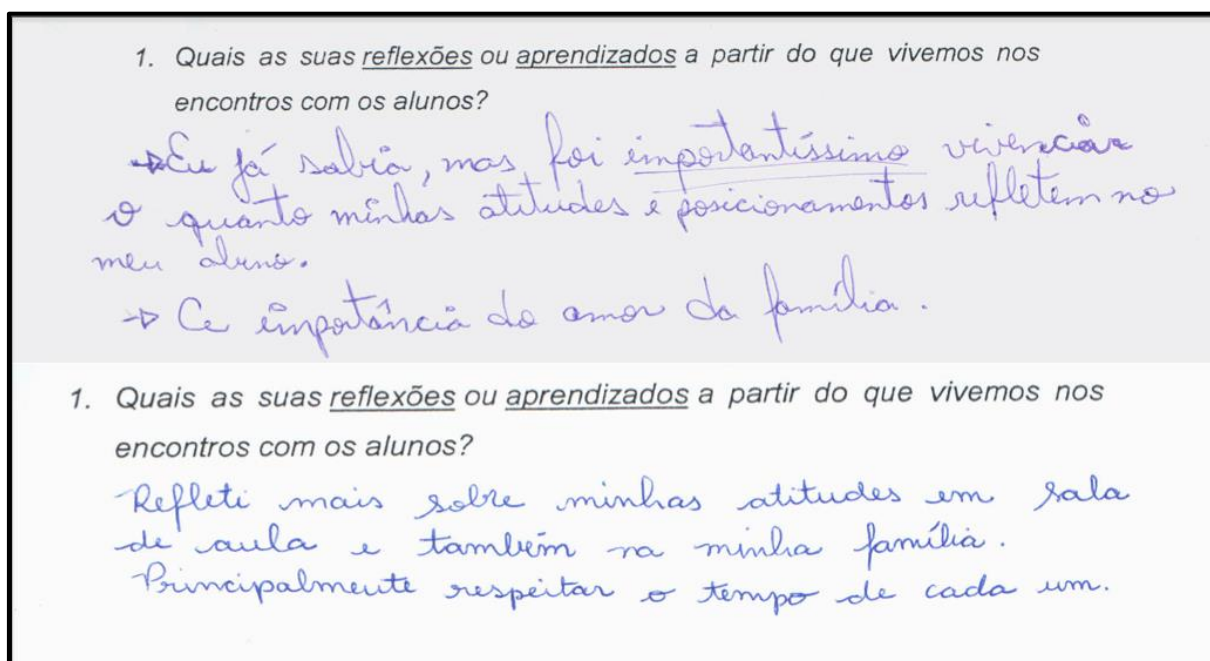 1. Quais as suas reflexões ou aprendizados a partir do que vivemos nos
encontros com os alunos?
→Eu já sabia, mas, foi importantíssimo vivenciar
o quanto minhas atitudes e posicionamentos refletem no
meu aluno.
→ A importância do amor da família.
1. Quais as suas reflexões ou aprendizados a partir do que vivemos nos
encontros com os alunos?
Refleti mais sobre minhas atitudes em sala
de aula e também na minha família.
Principalmente respeitar o tempo de cada um.